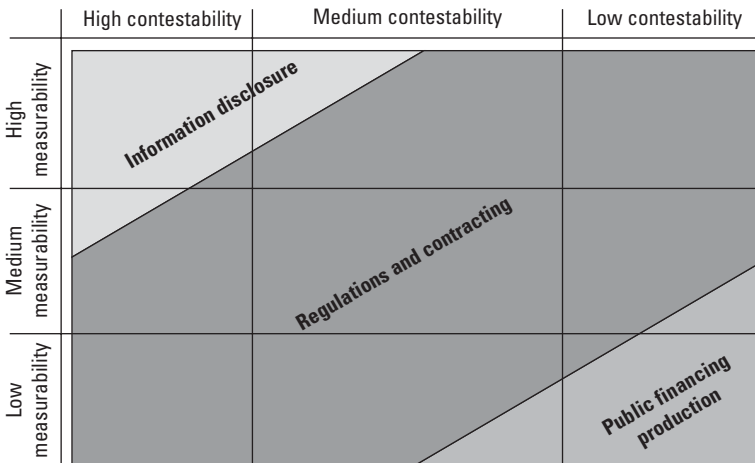 High contestability
Medium contestability
Low contestability
High
measurability
Information disclosure
Medium
measurability
Regulations and contracting
Low
measurability
Public financing
production